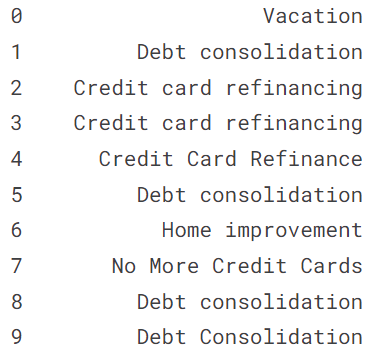 0 Vacation
1 Debt consolidation
2 Credit card refinancing
3 Credit card refinancing
4 Credit Card Refinance
5 Debt consolidation
6 Home improvement
7 No More Credit Cards
8 Debt consolidation
9 Debt Consolidation